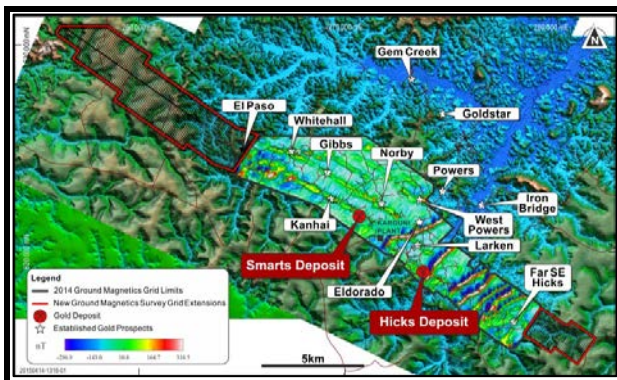 Gem Creek
N
El Paso
Goldstar
Whitehall
Gibbs
Norby
Powers
Iron
Bridge
Kanhai
KAROUNI
PLANT
West
Powers
Larken
Smarts Deposit
Far SE
Hicks
Eldorado
Hicks Deposit
Legend
2014 Ground Magnetics Grid Limits
New Ground Magnetics Survey Grid Extensions
Gold Deposit
Established Gold Prospects
nT
5km